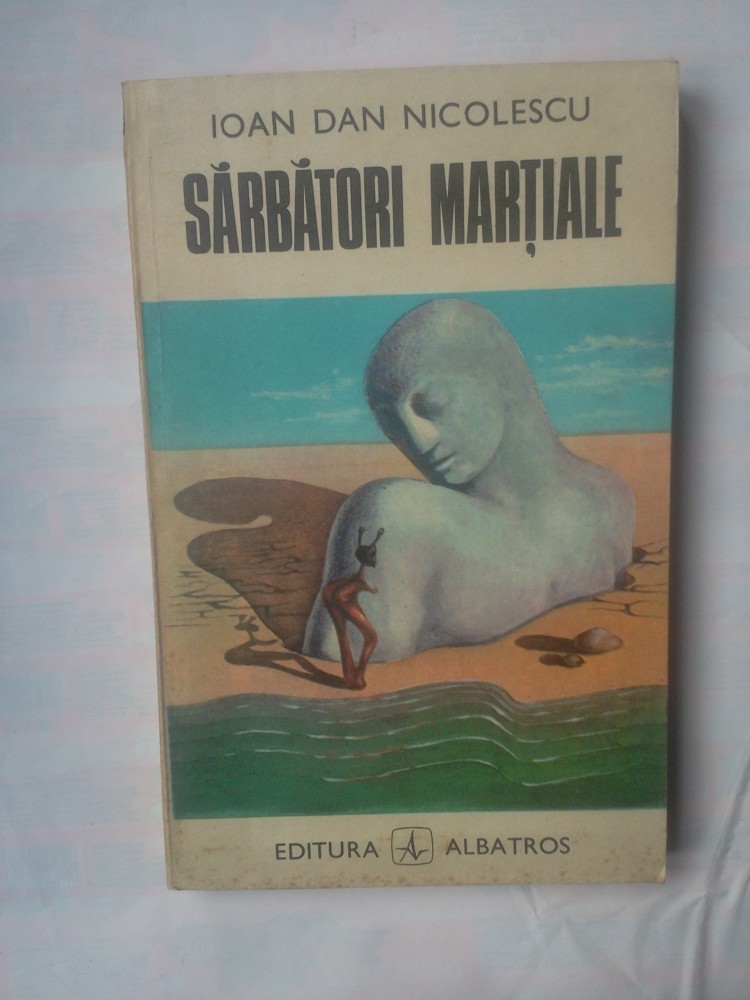 IOAN DAN NICOLESCU
SĂRBĂTORI MARȚIALE
EDITURA ALBATROS